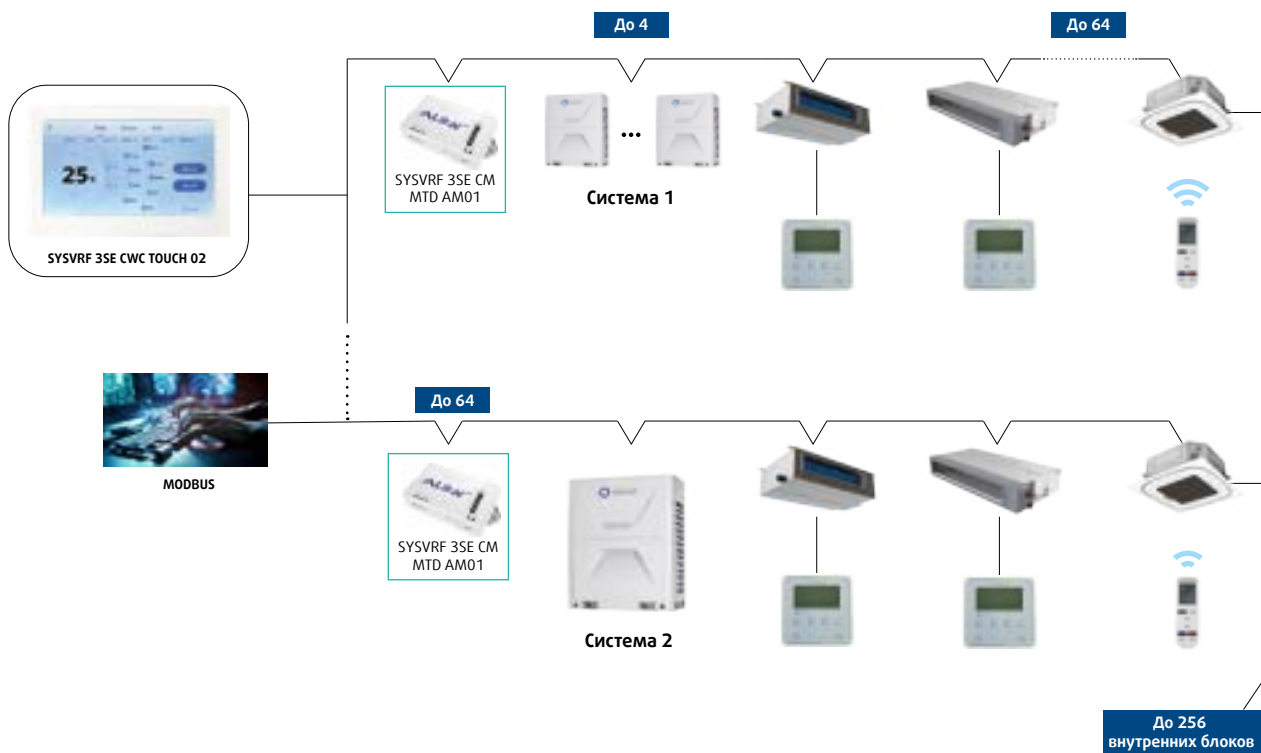 До 4
До 64
25
SYSVRF 3SE CM
MTD AM01
Система 1
SYSVRF 3SE CWC TOUCH 02
До 64
MODBUS
SYSVRF 3SE CM
MTD AM01
Система 2
До 256
внутренних блоков